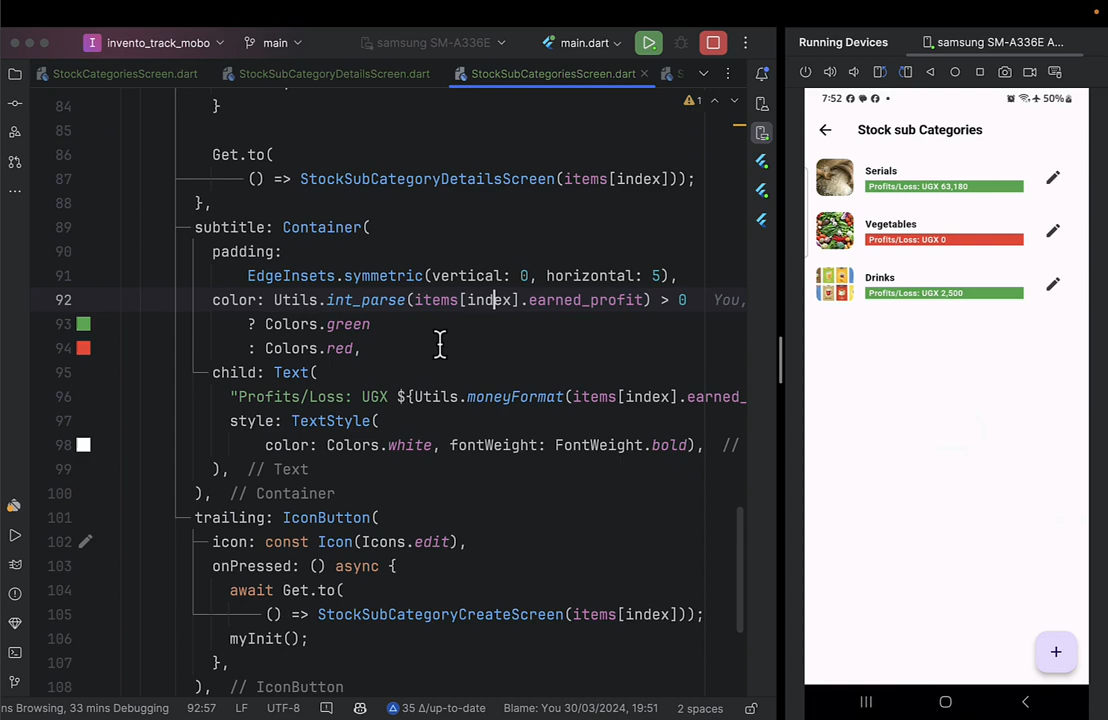 invento_track_mobo
main
samsung SM-A336E
main.dart
Running Devices
samsung SM-A336E A...
StockCategoriesScreen.dart
StockSubCategoryDetailsScreen.dart
StockSubCategoriesScreen.dart
S
84 }
1
85
86 Get.to(
87 () => StockSubCategoryDetailsScreen(items[index]));
88 },
89 subtitle: Container(
90 padding:
91 EdgeInsets.symmetric(vertical: 0, horizontal: 5),
92 color: Utils.int_parse(items[index].earned_profit) > 0 You,
93 ? Colors.green
94 : Colors.red,
95 child: Text(
96 "Profits/Loss: UGX ${Utils.moneyFormat(items[index].earned_
97 style: TextStyle(
98 color: Colors.white, fontWeight: FontWeight.bold), //
99 ), // Text
100 ), // Container
101 trailing: IconButton(
102 icon: const Icon(Icons.edit),
103 onPressed: () async {
104 await Get.to(
105 () => StockSubCategoryCreateScreen(items[index]));
106 myInit();
107 },
108 ), // IconButton
ns Browsing, 33 mins Debugging
92:57
LF
UTF-8
35 Δ/up-to-date
Blame: You 30/03/2024, 19:51
2 spaces
7:52
50%
Stock sub Categories
Serials
Profits/Loss: UGX 63,180
Vegetables
Profits/Loss: UGX 0
Drinks
Profits/Loss: UGX 2,500
+